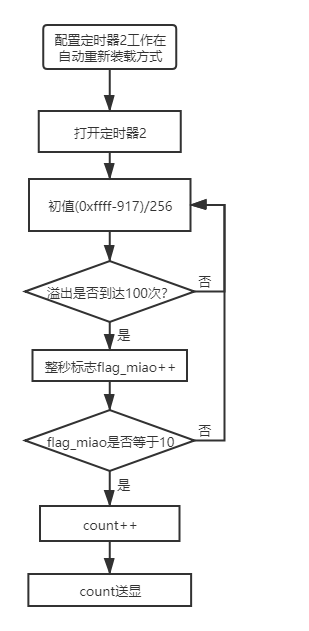 配置定时器2工作在
自动重新装载方式
打开定时器2
初值(0xffff-917)/256
溢出是否到达100次?
否
是
整秒标志flag_miao++
flag_miao是否等于10
否
是
count++
count送显